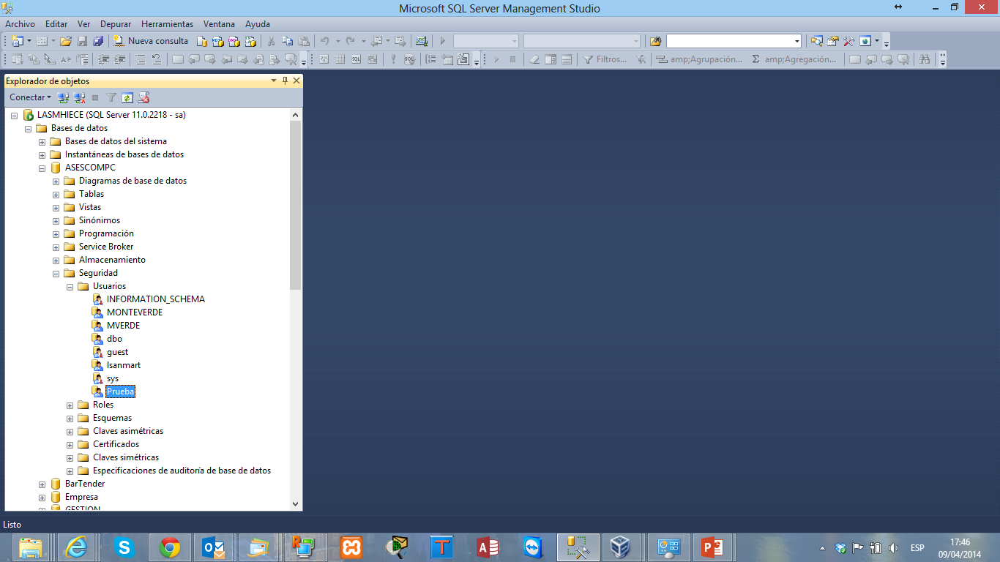 Microsoft SQL Server Management Studio
Archivo Editar Ver Depurar Herramientas Ventana Ayuda
Nueva consulta
Filtros... amp;Agrupación... amp;Agregación...
Explorador de objetos
Conectar
LASMHIECE (SQL Server 11.0.2218 - sa)
Bases de datos
Bases de datos del sistema
Instantáneas de bases de datos
ASESCOMPC
Diagramas de base de datos
Tablas
Vistas
Sinónimos
Programación
Service Broker
Almacenamiento
Seguridad
Usuarios
INFORMATION_SCHEMA
MONTEVERDE
MVERDE
dbo
guest
lsanmart
sys
Prueba
Roles
Esquemas
Claves asimétricas
Certificados
Claves simétricas
Especificaciones de auditoría de base de datos
BarTender
Empresa
GESTION
Listo
ESP
17:46
09/04/2014